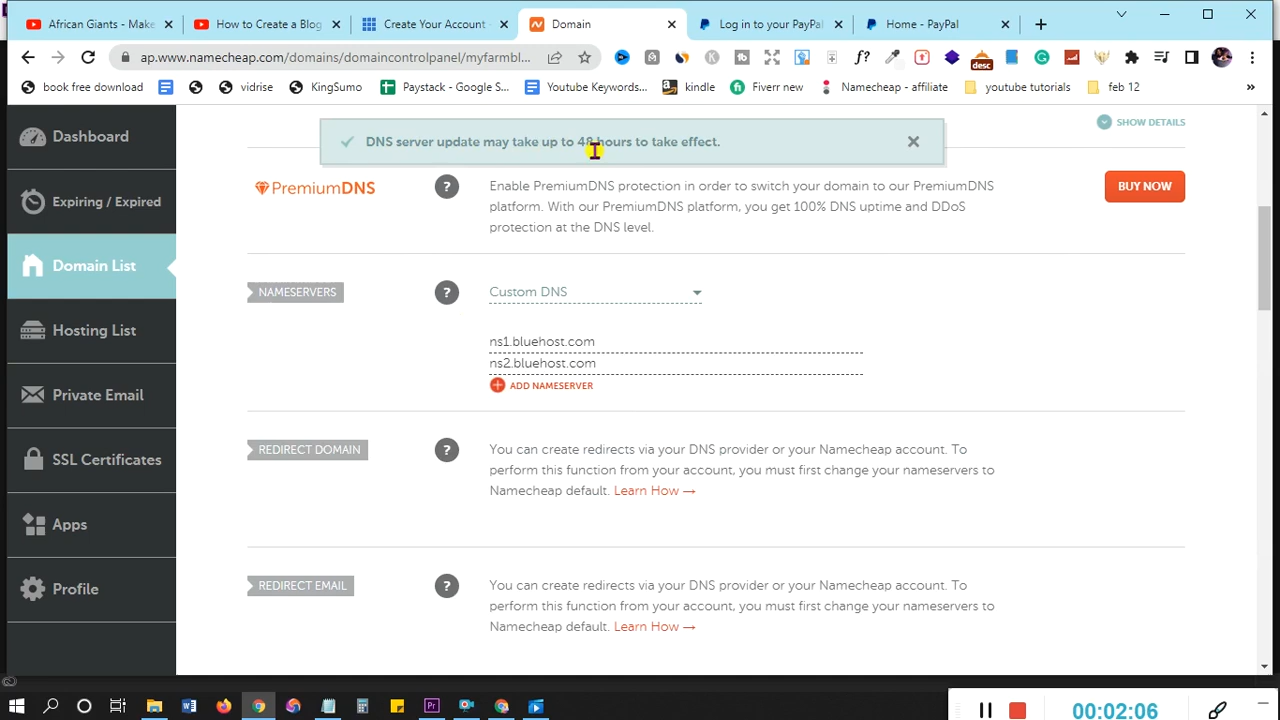 African Giants - Make
How to Create a Blog
Create Your Account -
Domain
Log in to your PayPal
Home - PayPal
ap.www.namecheap.com/domains/domaincontrolpanel/myfarmbl...
f?
desc
book free download
vidris
KingSumo
Paystack - Google S...
Youtube Keywords...
kindle
Fiverr new
Namecheap - affiliate
youtube tutorials
feb 12
»
Dashboard
Expiring / Expired
Domain List
Hosting List
Private Email
SSL Certificates
Apps
Profile
DNS server update may take up to 48 hours to take effect.
SHOW DETAILS
PremiumDNS
?
Enable PremiumDNS protection in order to switch your domain to our PremiumDNS
platform. With our PremiumDNS platform, you get 100% DNS uptime and DDoS
protection at the DNS level.
BUY NOW
NAMESERVERS
?
Custom DNS
ns1.bluehost.com
ns2.bluehost.com
ADD NAMESERVER
REDIRECT DOMAIN
?
You can create redirects via your DNS provider or your Namecheap account. To
perform this function from your account, you must first change your nameservers to
Namecheap default. Learn How →
REDIRECT EMAIL
?
You can create redirects via your DNS provider or your Namecheap account. To
perform this function from your account, you must first change your nameservers to
Namecheap default. Learn How →
Pr
00:02:06